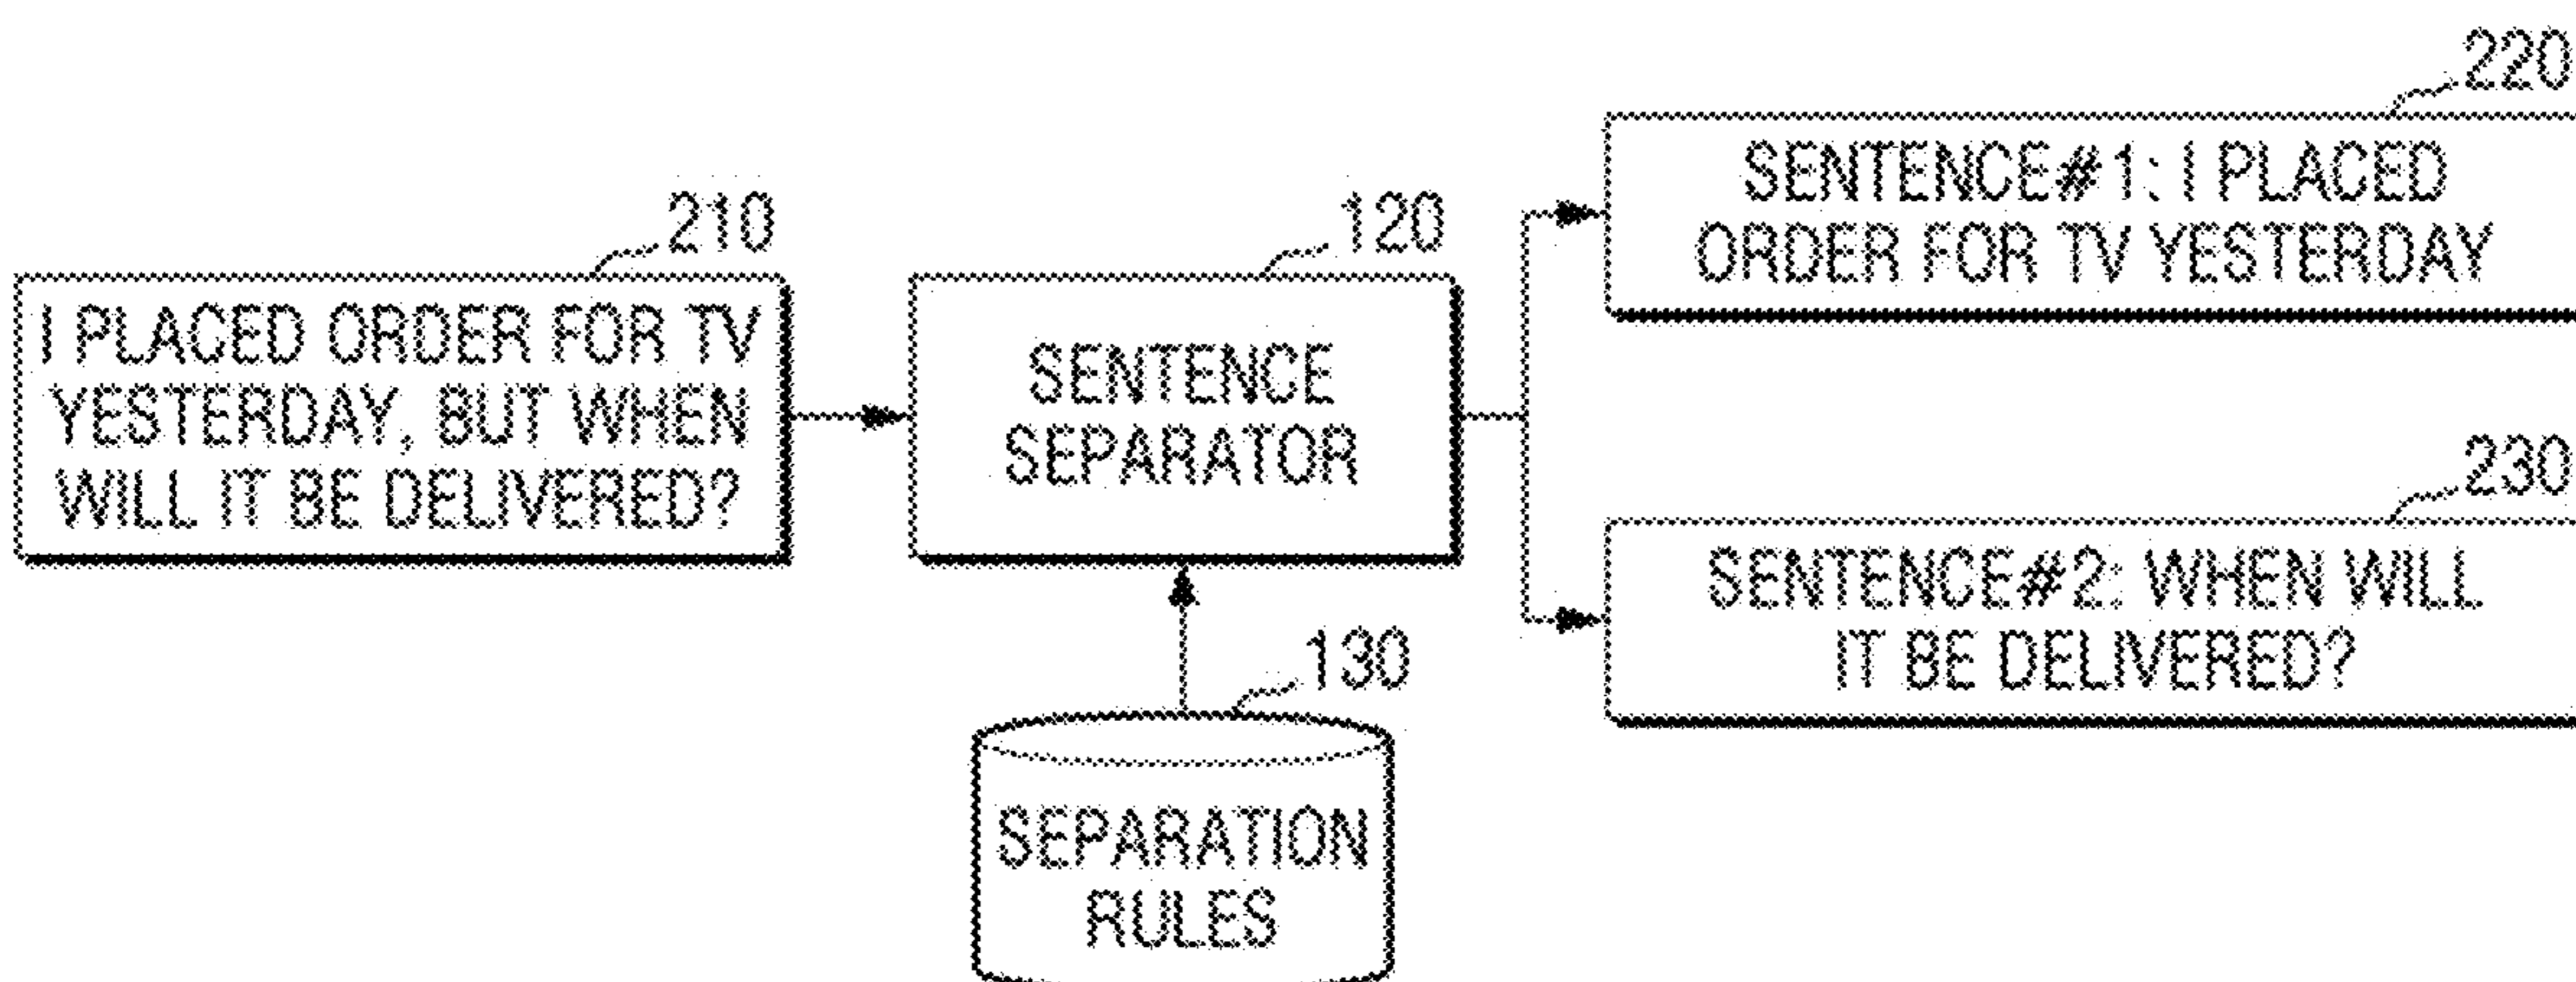 210
I PLACED ORDER FOR TV
YESTERDAY, BUT WHEN
WILL IT BE DELIVERED?
120
SENTENCE
SEPARATOR
130
SEPARATION
RULES
220
SENTENCE#1: I PLACED
ORDER FOR TV YESTERDAY
230
SENTENCE#2: WHEN WILL
IT BE DELIVERED?